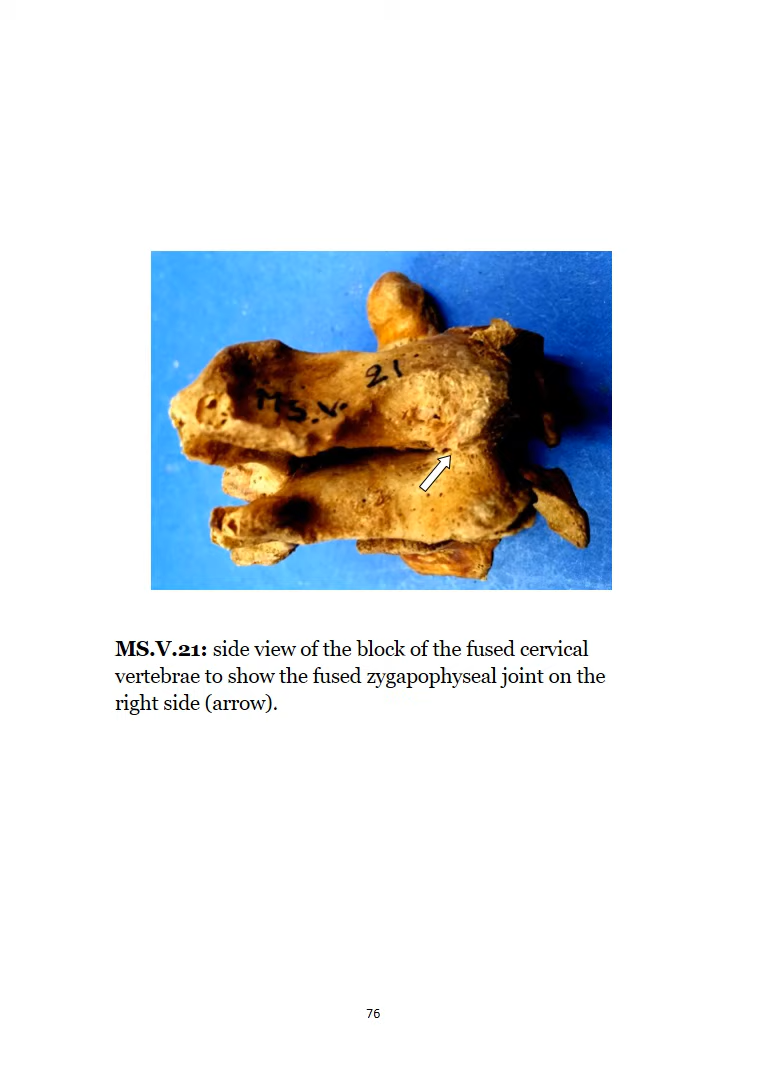 MS.V. 21
MS.V.21: side view of the block of the fused cervical
vertebrae to show the fused zygapophyseal joint on the
right side (arrow).
76